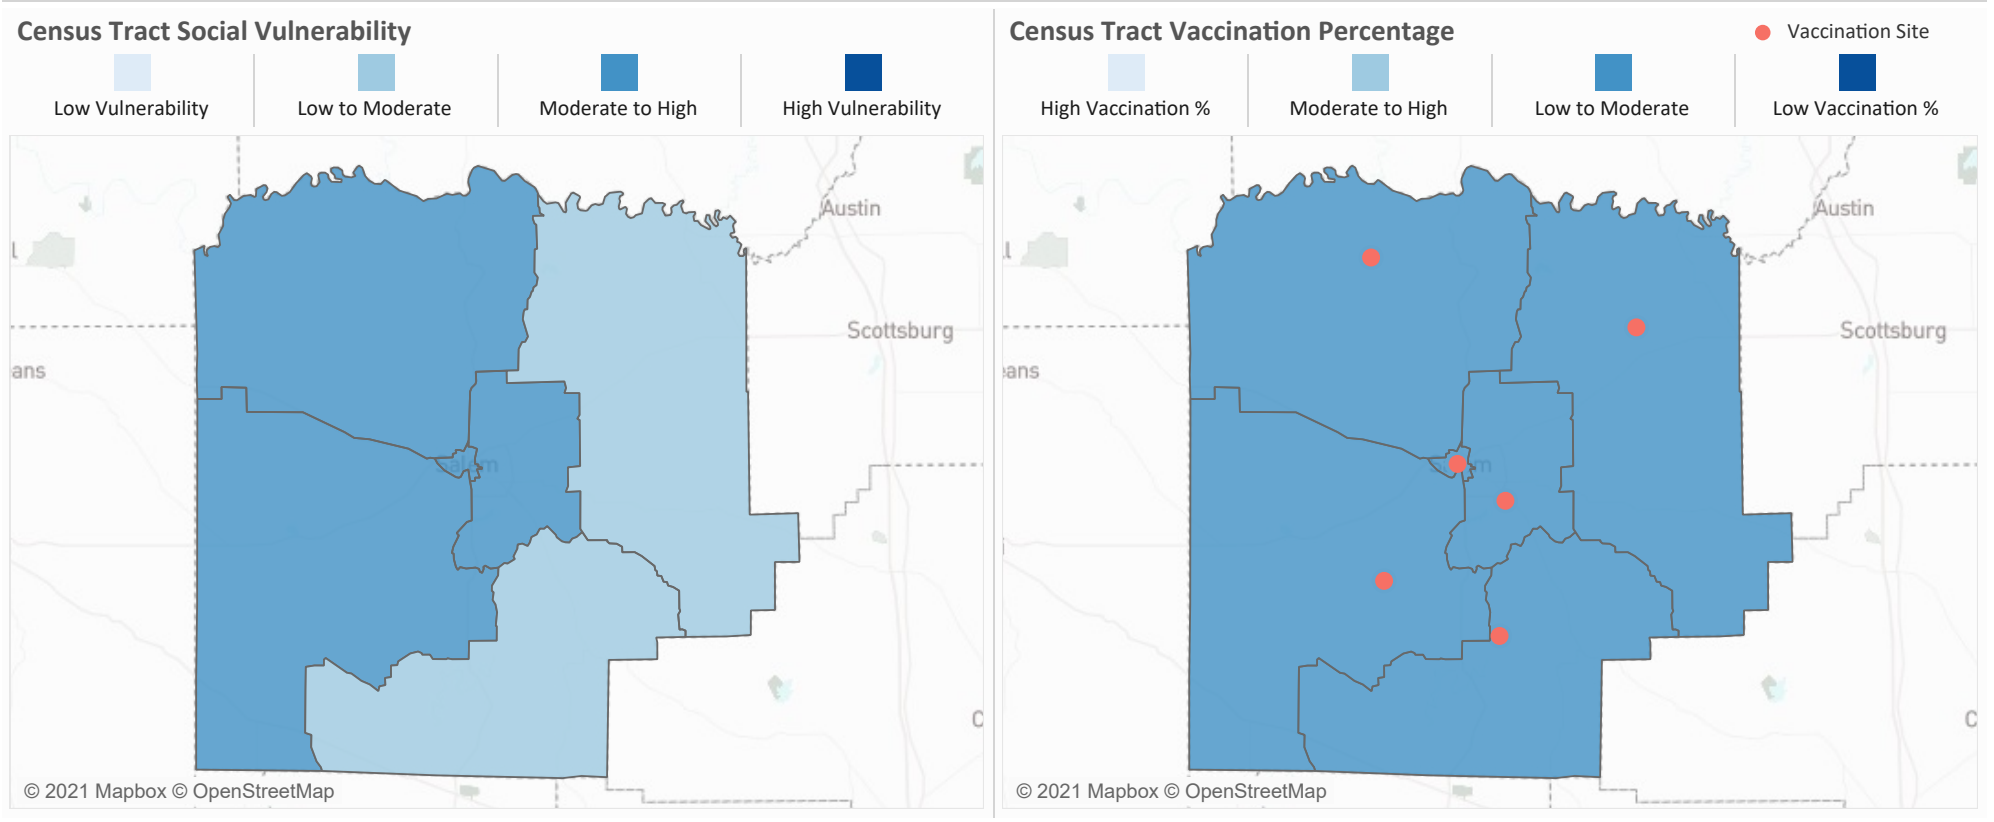 Census Tract Social Vulnerability
Low Vulnerability
Low to Moderate
Moderate to High
High Vulnerability
Austin
Scottsburg
ans
Salem
l
C
© 2021 Mapbox © OpenStreetMap
Census Tract Vaccination Percentage
Vaccination Site
High Vaccination %
Moderate to High
Low to Moderate
Low Vaccination %
Austin
Scottsburg
ans
C
© 2021 Mapbox © OpenStreetMap